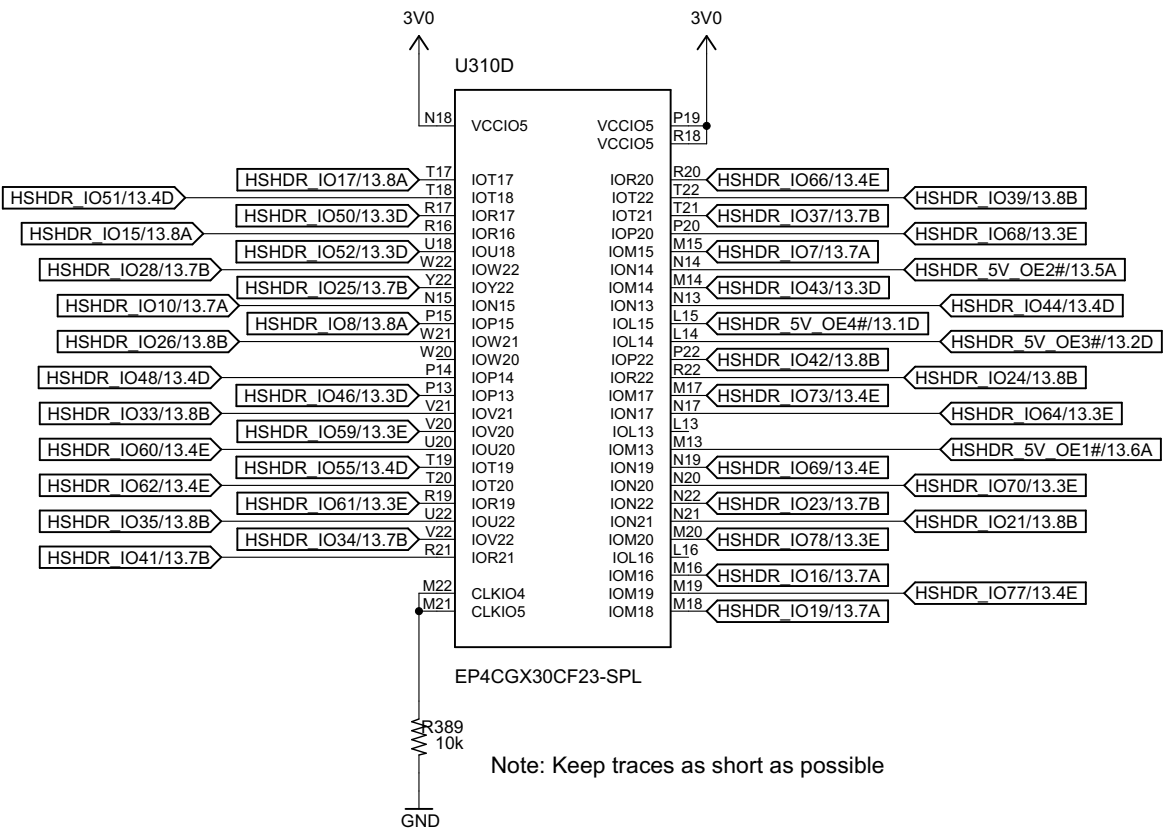 3V0 3V0
U310D
N18 VCCIO5 VCCIO5 P19
VCCIO5 R18
HSHDR_IO17/13.8A T17 IOT17 IOR20 R20 HSHDR_IO66/13.4E
HSHDR_IO51/13.4D T18 IOT18 IOT22 T22 HSHDR_IO39/13.8B
HSHDR_IO50/13.3D R17 IOR17 IOT21 T21 HSHDR_IO37/13.7B
HSHDR_IO15/13.8A R16 IOR16 IOP20 P20 HSHDR_IO68/13.3E
HSHDR_IO52/13.3D U18 IOU18 IOM15 M15 HSHDR_IO7/13.7A
HSHDR_IO28/13.7B W22 IOW22 ION14 N14 HSHDR_5V_OE2#/13.5A
HSHDR_IO25/13.7B Y22 IOY22 IOM14 M14 HSHDR_IO43/13.3D
HSHDR_IO10/13.7A N15 ION15 ION13 N13 HSHDR_IO44/13.4D
HSHDR_IO8/13.8A P15 IOP15 IOL15 L15 HSHDR_5V_OE4#/13.1D
HSHDR_IO26/13.8B W21 IOW21 IOL14 L14 HSHDR_5V_OE3#/13.2D
W20 IOW20 IOP22 P22 HSHDR_IO42/13.8B
HSHDR_IO48/13.4D P14 IOP14 IOR22 R22 HSHDR_IO24/13.8B
HSHDR_IO46/13.3D P13 IOP13 IOM17 M17 HSHDR_IO73/13.4E
HSHDR_IO33/13.8B V21 IOV21 ION17 N17 HSHDR_IO64/13.3E
HSHDR_IO59/13.3E V20 IOV20 IOL13 L13
HSHDR_IO60/13.4E U20 IOU20 IOM13 M13 HSHDR_5V_OE1#/13.6A
HSHDR_IO55/13.4D T19 IOT19 ION19 N19 HSHDR_IO69/13.4E
HSHDR_IO62/13.4E T20 IOT20 ION20 N20 HSHDR_IO70/13.3E
HSHDR_IO61/13.3E R19 IOR19 ION22 N22 HSHDR_IO23/13.7B
HSHDR_IO35/13.8B U22 IOU22 ION21 N21 HSHDR_IO21/13.8B
HSHDR_IO34/13.7B V22 IOV22 IOM20 M20 HSHDR_IO78/13.3E
HSHDR_IO41/13.7B R21 IOR21 IOL16 L16
IOM16 M16 HSHDR_IO16/13.7A
M22 CLKIO4 IOM19 M19 HSHDR_IO77/13.4E
M21 CLKIO5 IOM18 M18 HSHDR_IO19/13.7A
EP4CGX30CF23-SPL
R389
10k
Note: Keep traces as short as possible
GND